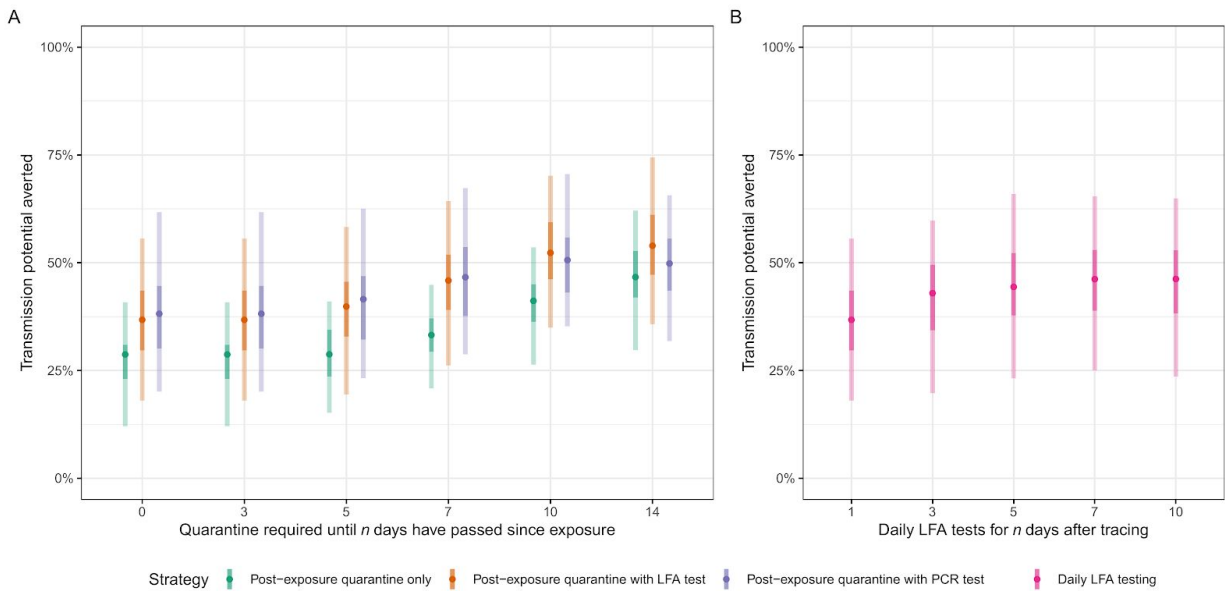 A
B
100%
75%
50%
25%
0%
Transmission potential averted
0 3 5 7 10 14
Quarantine required until n days have passed since exposure
100%
75%
50%
25%
0%
Transmission potential averted
1 3 5 7 10
Daily LFA tests for n days after tracing
Strategy Post-exposure quarantine only Post-exposure quarantine with LFA test Post-exposure quarantine with PCR test Daily LFA testing